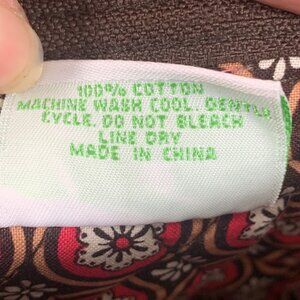 100% COTTON
MACHINE WASH COOL. GENTLE
CYCLE. DO NOT BLEACH
LINE DRY
MADE IN CHINA